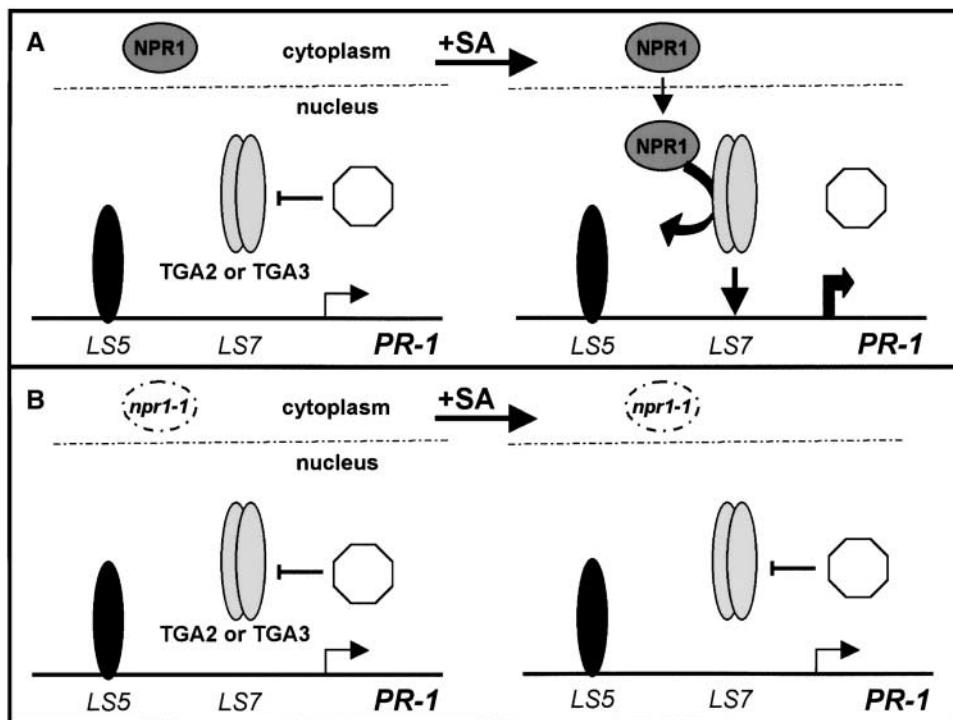 A
NPR1
cytoplasm
+SA
NPR1
nucleus
NPR1
TGA2 or TGA3
LS5 LS7 PR-1
LS5 LS7 PR-1
B
npr1-1
cytoplasm
+SA
npr1-1
nucleus
TGA2 or TGA3
LS5 LS7 PR-1
LS5 LS7 PR-1